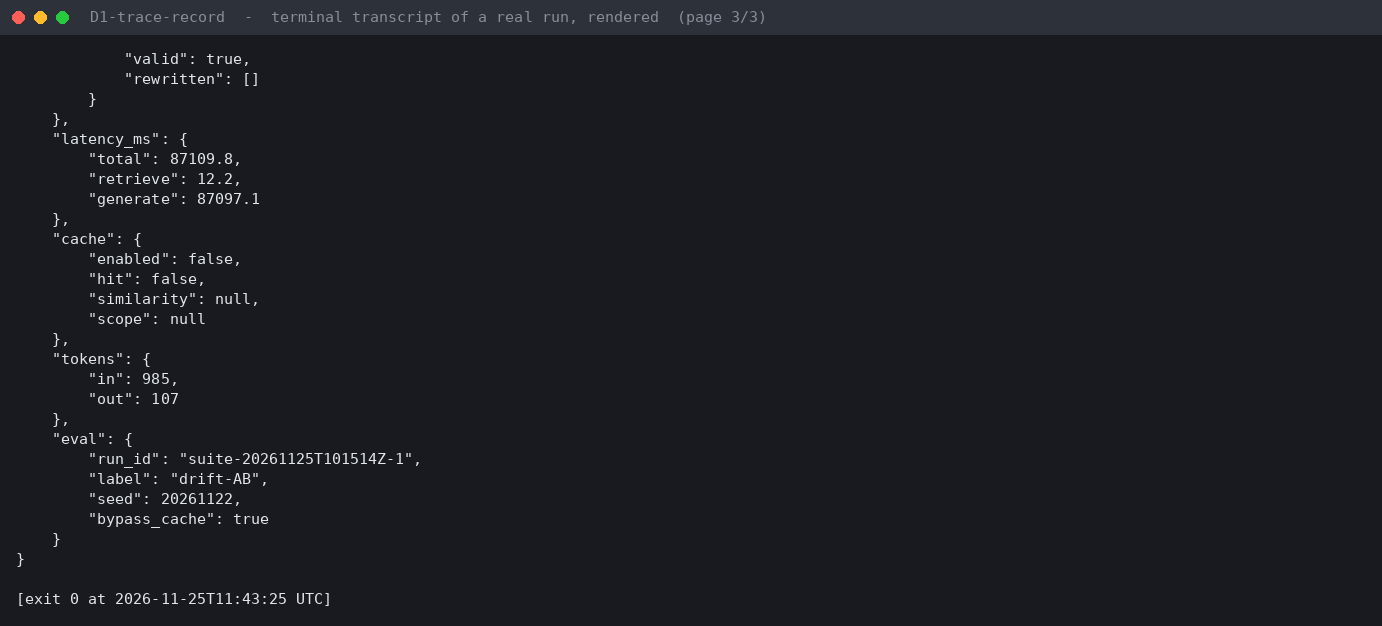 D1-trace-record  -  terminal transcript of a real run, rendered  (page 3/3)
            "valid": true,
            "rewritten": []
        }
    },
    "latency_ms": {
        "total": 87109.8,
        "retrieve": 12.2,
        "generate": 87097.1
    },
    "cache": {
        "enabled": false,
        "hit": false,
        "similarity": null,
        "scope": null
    },
    "tokens": {
        "in": 985,
        "out": 107
    },
    "eval": {
        "run_id": "suite-20261125T101514Z-1",
        "label": "drift-AB",
        "seed": 20261122,
        "bypass_cache": true
    }
}
[exit 0 at 2026-11-25T11:43:25 UTC]